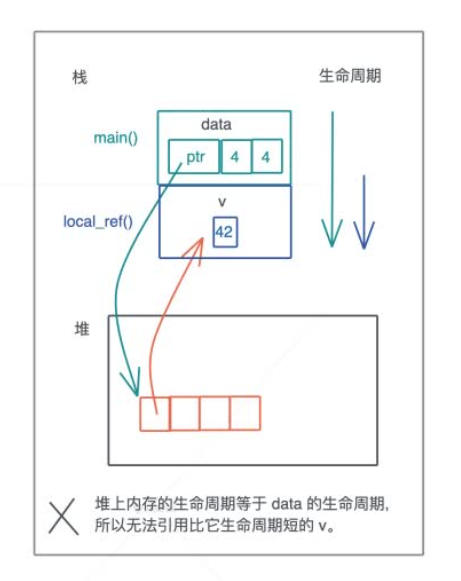 栈
生命周期
main()
data
ptr 4 4
local_ref()
v
42
堆
堆上内存的生命周期等于 data 的生命周期,
所以无法引用比它生命周期短的 v。